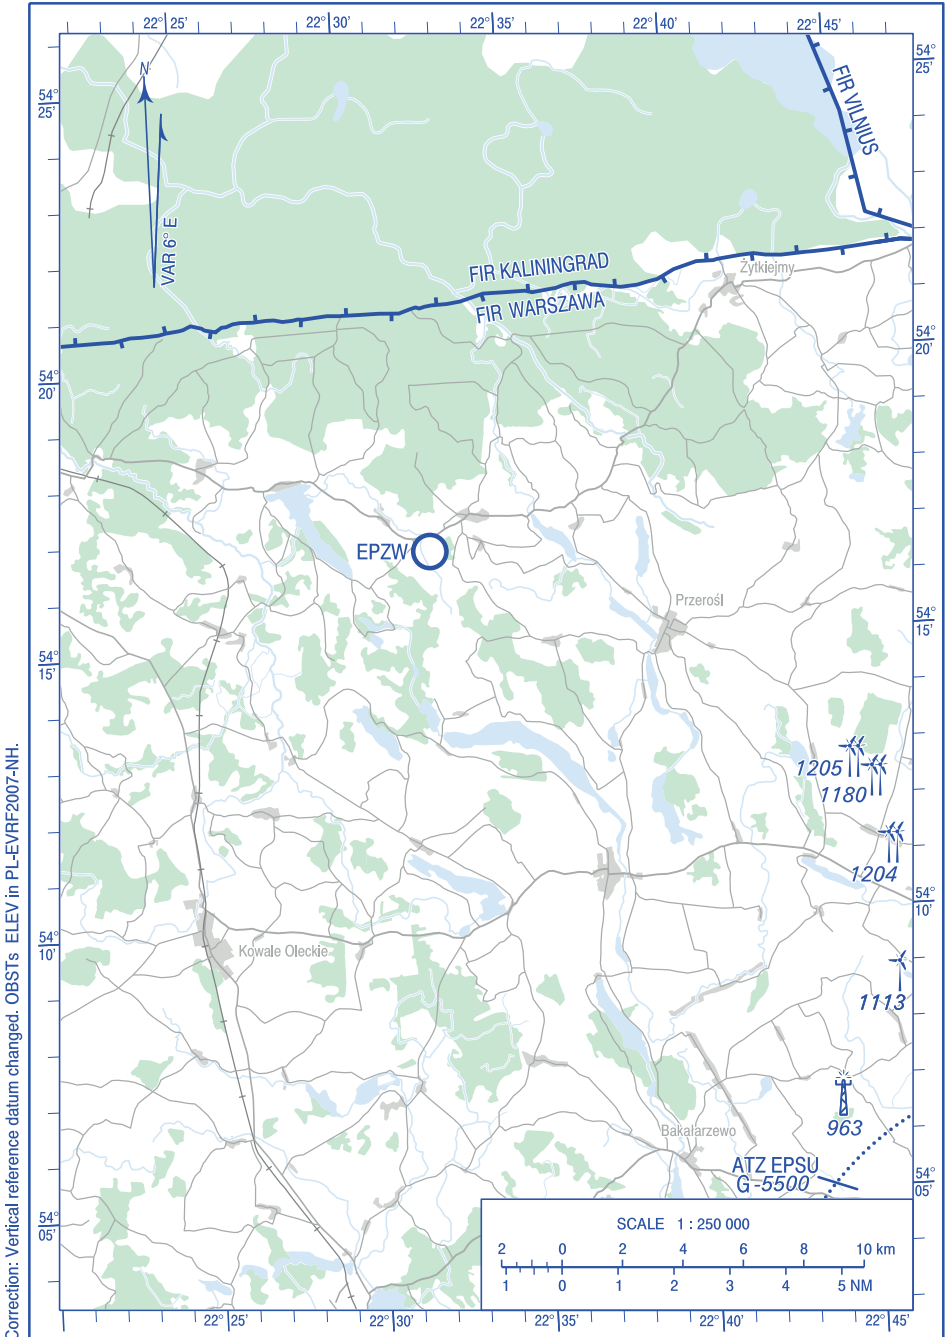 22° 25’ 22° 30’ 22° 35’ 22° 40’ 22° 45’
54° 25’
54° 25’
N
VAR 6° E
FIR VILNIUS
FIR KALININGRAD
FIR WARSZAWA
Żytkiejmy
54° 20’
54° 20’
EPZW
Przerośl
54° 15’
54° 15’
1205
1180
1204
54° 10’
54° 10’
Kowale Oleckie
1113
963
Bakałarzewo
ATZ EPSU
G -5500
54° 05’
54° 05’
SCALE 1 : 250 000
2 0 2 4 6 8 10 km
1 0 1 2 3 4 5 NM
22° 25’ 22° 30’ 22° 35’ 22° 40’ 22° 45’
Correction: Vertical reference datum changed. OBSTs ELEV in PL-EVRF2007-NH.